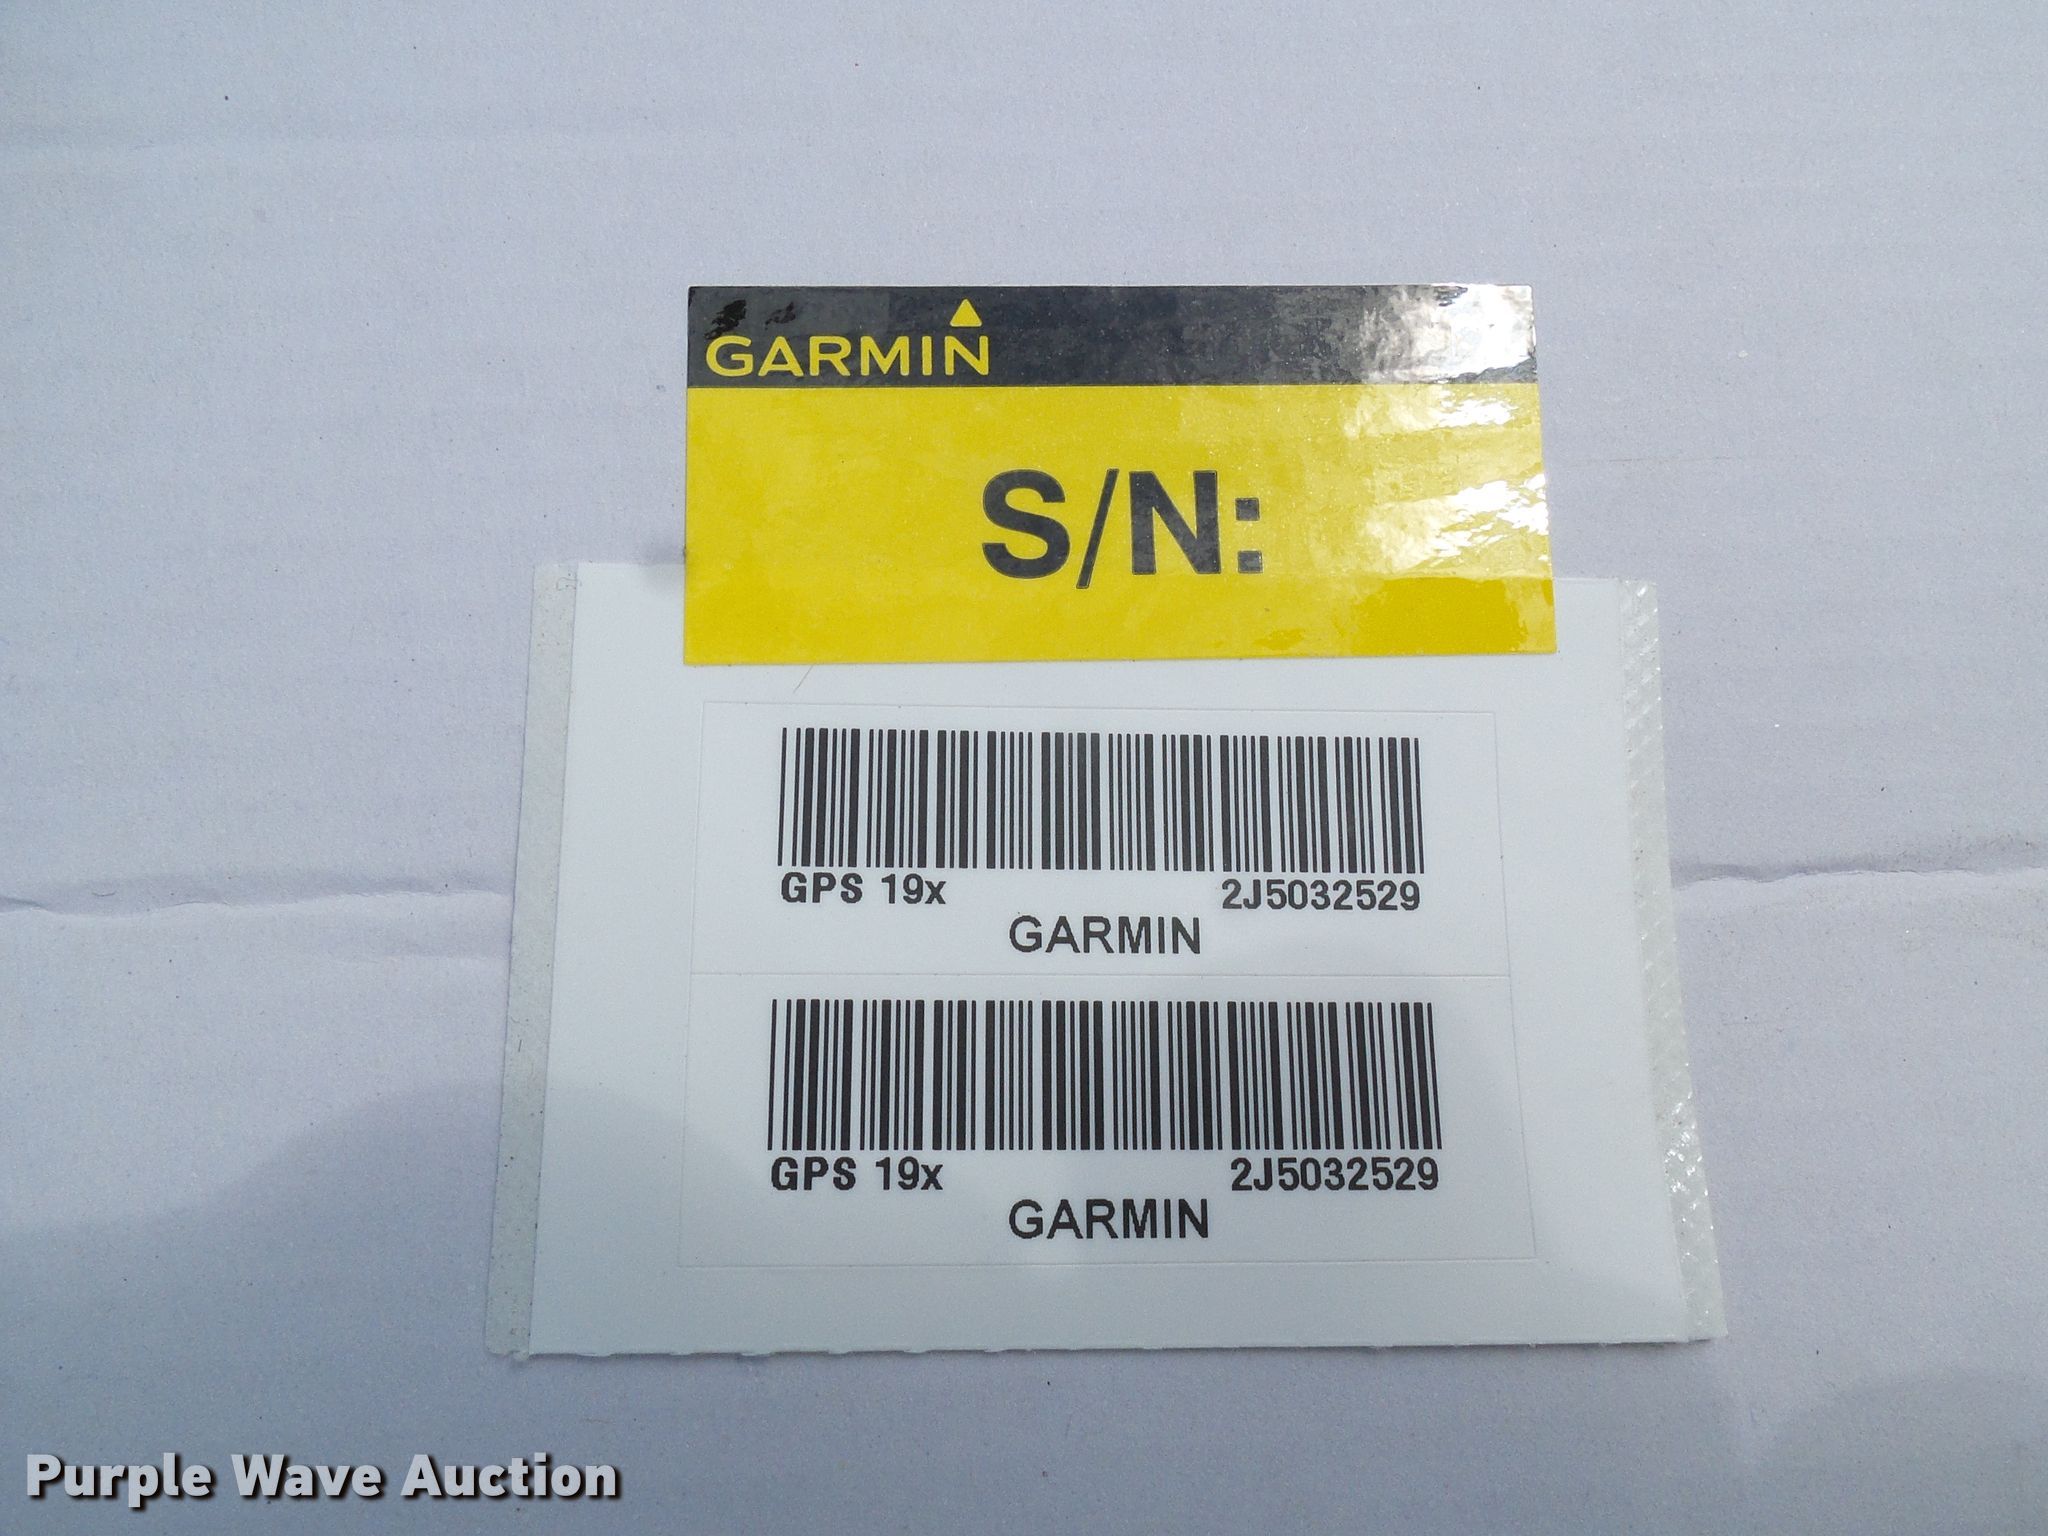 GARMIN
S/N:
GPS 19x 2J5032529
GARMIN
GPS 19x 2J5032529
GARMIN
Purple Wave Auction